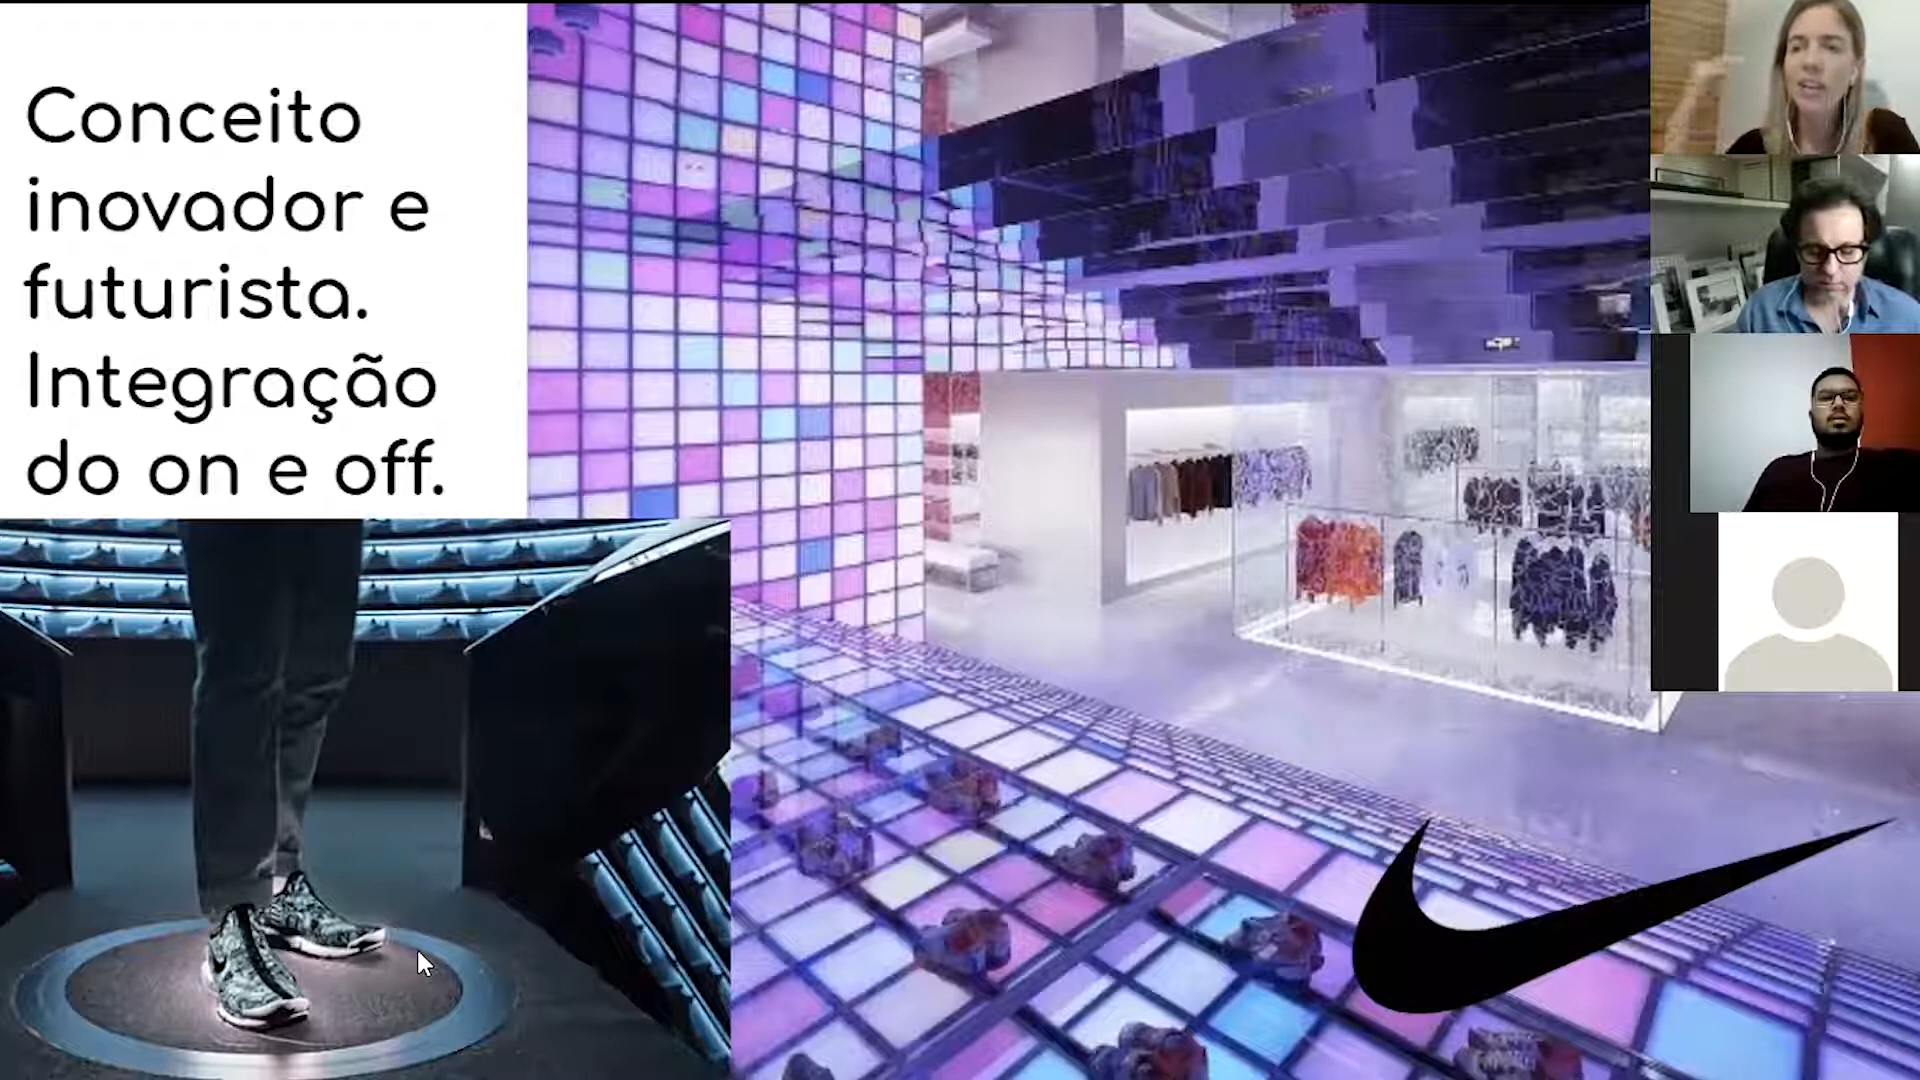 Conceito
inovador e
futurista.
Integração
do on e off.